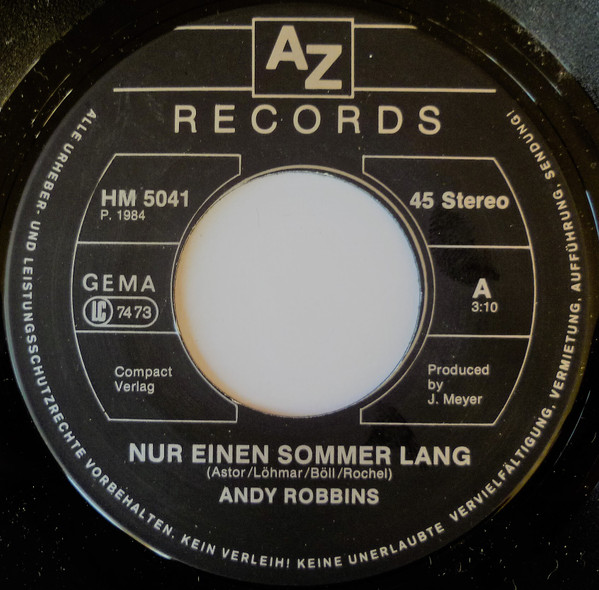 AZ
RECORDS
HM 5041
P. 1984
45 Stereo
GEMA
LC 7473
A
3:10
Compact
Verlag
Produced
by
J. Meyer
NUR EINEN SOMMER LANG
(Astor/Löhmar/Böll/Rochel)
ANDY ROBBINS
ALLE URHEBER- UND LEISTUNGSSCHUTZRECHTE VORBEHALTEN. KEIN VERLEIH! KEINE UNERLAUBTE VERVIELFÄLTIGUNG, VERMIETUNG, AUFFÜHRUNG, SENDUNG!